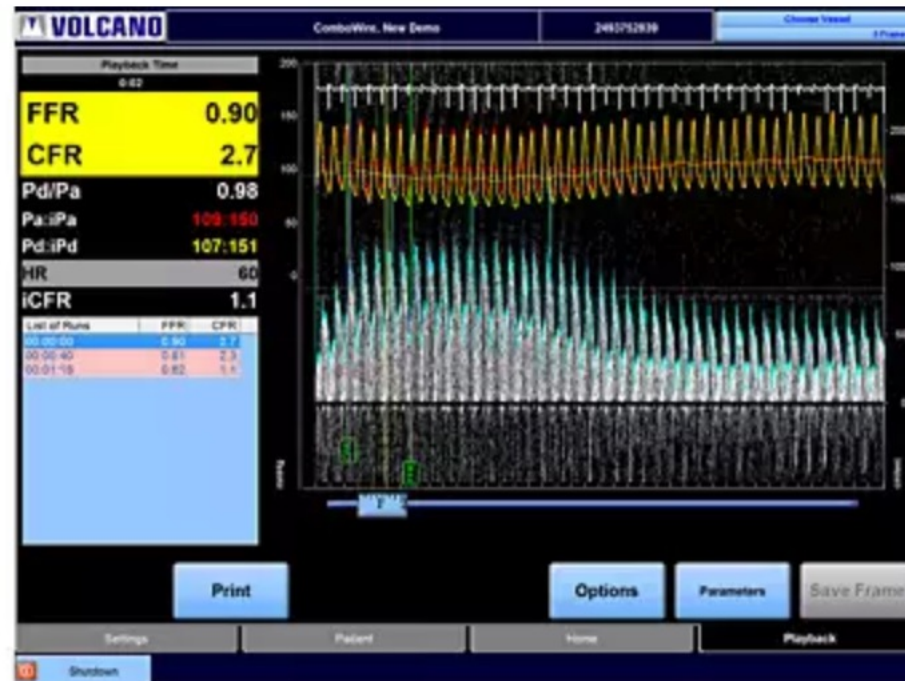 VOLCANO
ComboWire, New Demo
2493752939
Choose Vessel
Playback Time
0:02
FFR 0.90
CFR 2.7
Pd/Pa 0.98
Pa:iPa 109:150
Pd:iPd 107:151
HR 60
iCFR 1.1
List of Runs FFR CFR
00:00:00 0.90 2.7
00:00:40 0.81 2.3
00:01:18 0.62 1.1
200
150
100
50
0
Print
Options
Parameters
Save Frame
Settings
Patient
Home
Playback
Shutdown